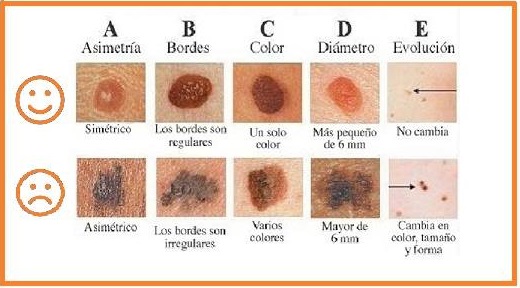 A B C D E
Asimetría Bordes Color Diámetro Evolución
Simétrico
Los bordes son
regulares
Un solo
color
Más pequeño
de 6 mm
No cambia
Asimétrico
Los bordes son
irregulares
Varios
colores
Mayor de
6 mm
Cambia en
color, tamaño
y forma